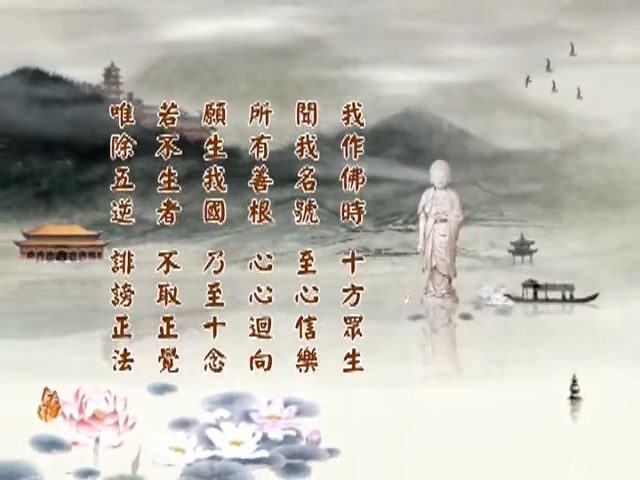 我作佛時 十方眾生
聞我名號 至心信樂
所有善根 心心迴向
願生我國 乃至十念
若不生者 不取正覺
唯除五逆 誹謗正法